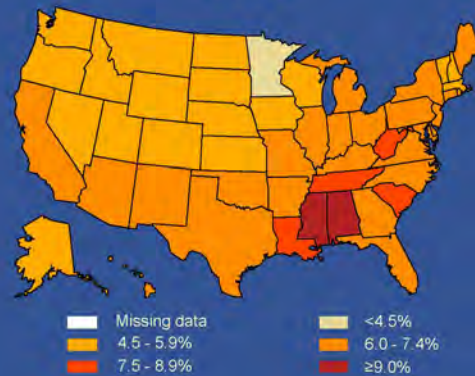 Missing data
<4.5%
4.5 - 5.9%
6.0 - 7.4%
7.5 - 8.9%
≥9.0%